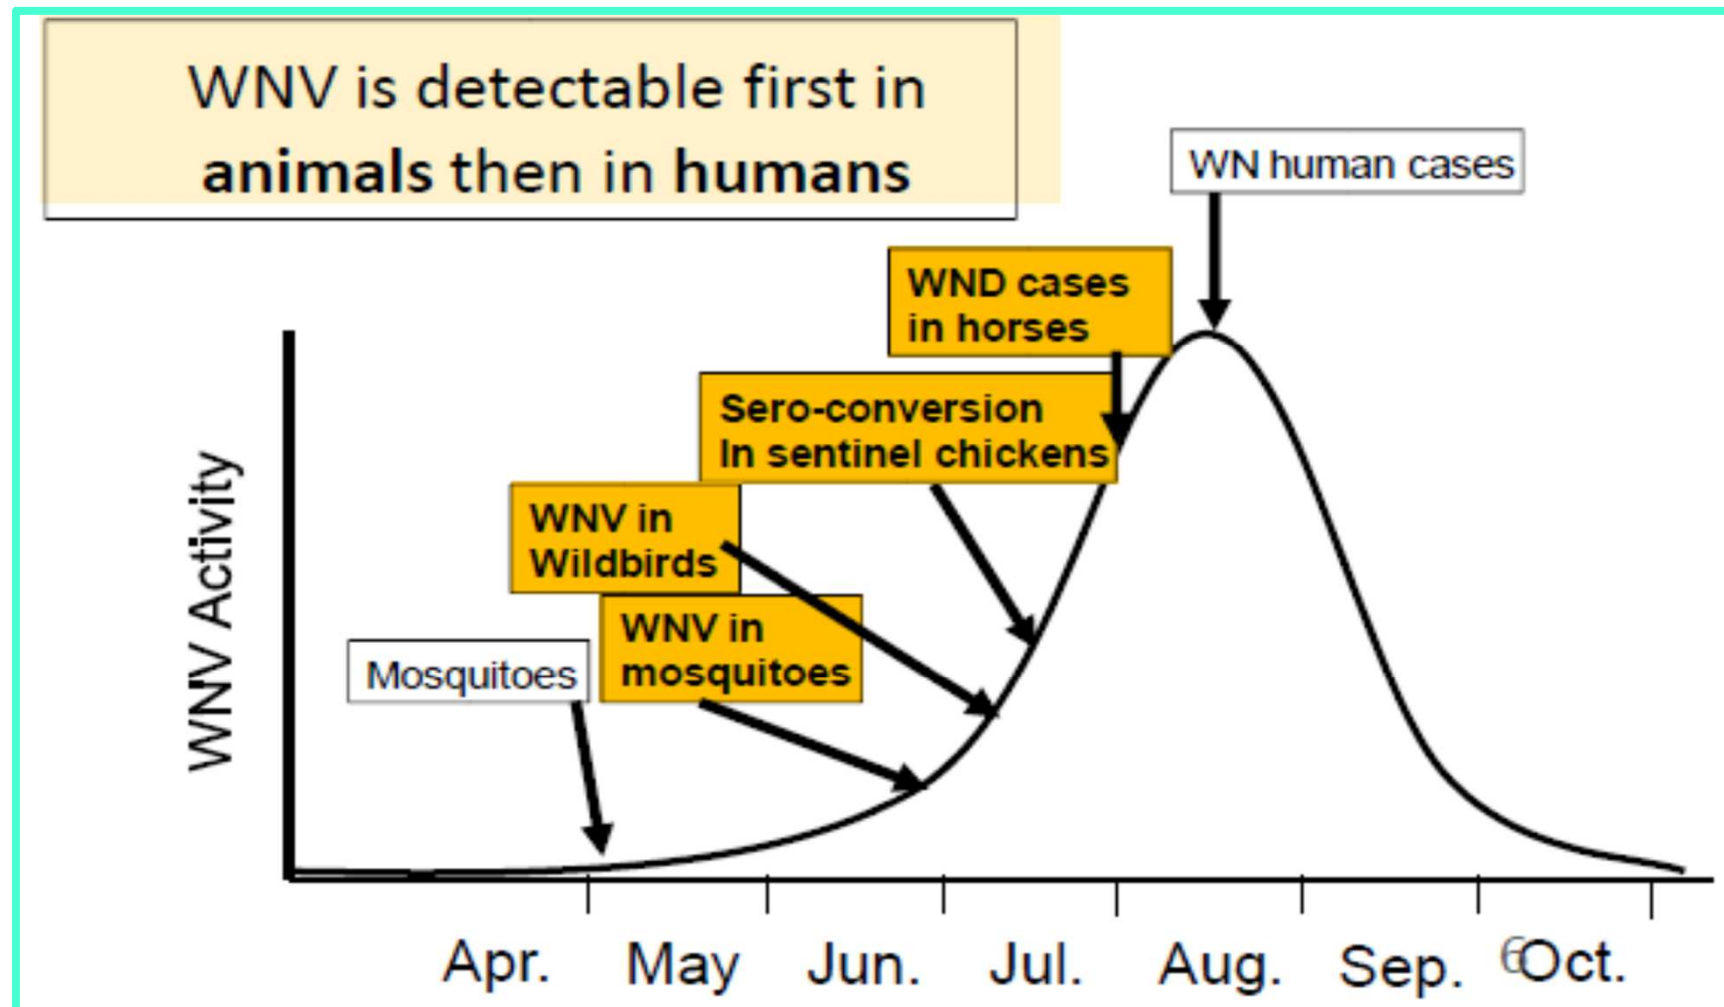 WNV is detectable first in
animals then in humans
WN human cases
WND cases
in horses
Sero-conversion
In sentinel chickens
WNV in
Wildbirds
WNV in
mosquitoes
Mosquitoes
WNV Activity
Apr. May Jun. Jul. Aug. Sep. 6 Oct.